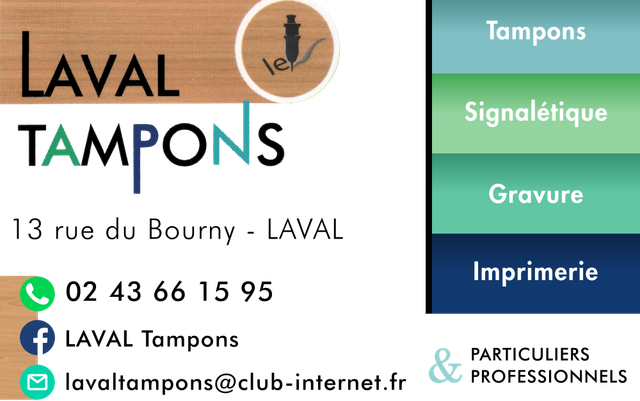 LAVAL
TAMPONS
le
13 rue du Bourny - LAVAL
02 43 66 15 95
LAVAL Tampons
lavaltampons@club-internet.fr
Tampons
Signalétique
Gravure
Imprimerie
& PARTICULIERS
PROFESSIONNELS